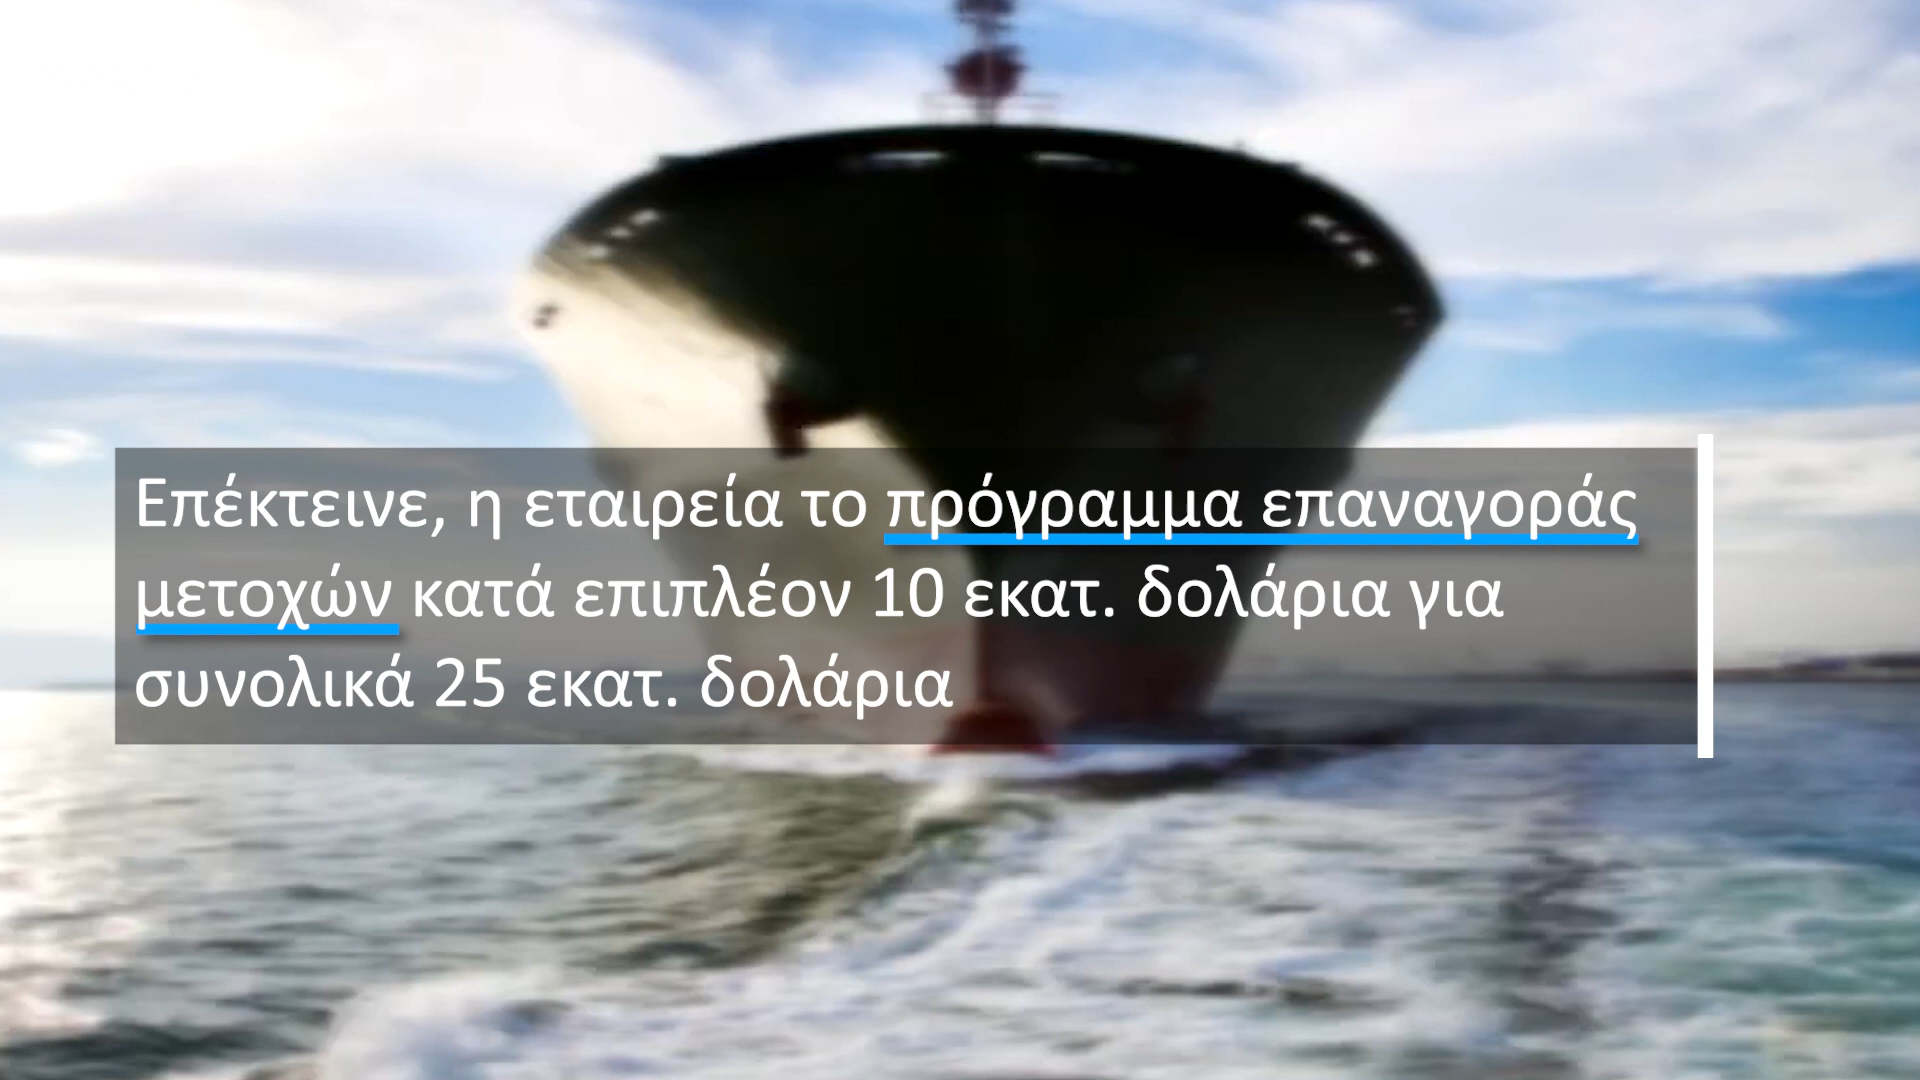 Επέκτεινε, η εταιρεία το πρόγραμμα επαναγοράς
μετοχών κατά επιπλέον 10 εκατ. δολάρια για
συνολικά 25 εκατ. δολάρια